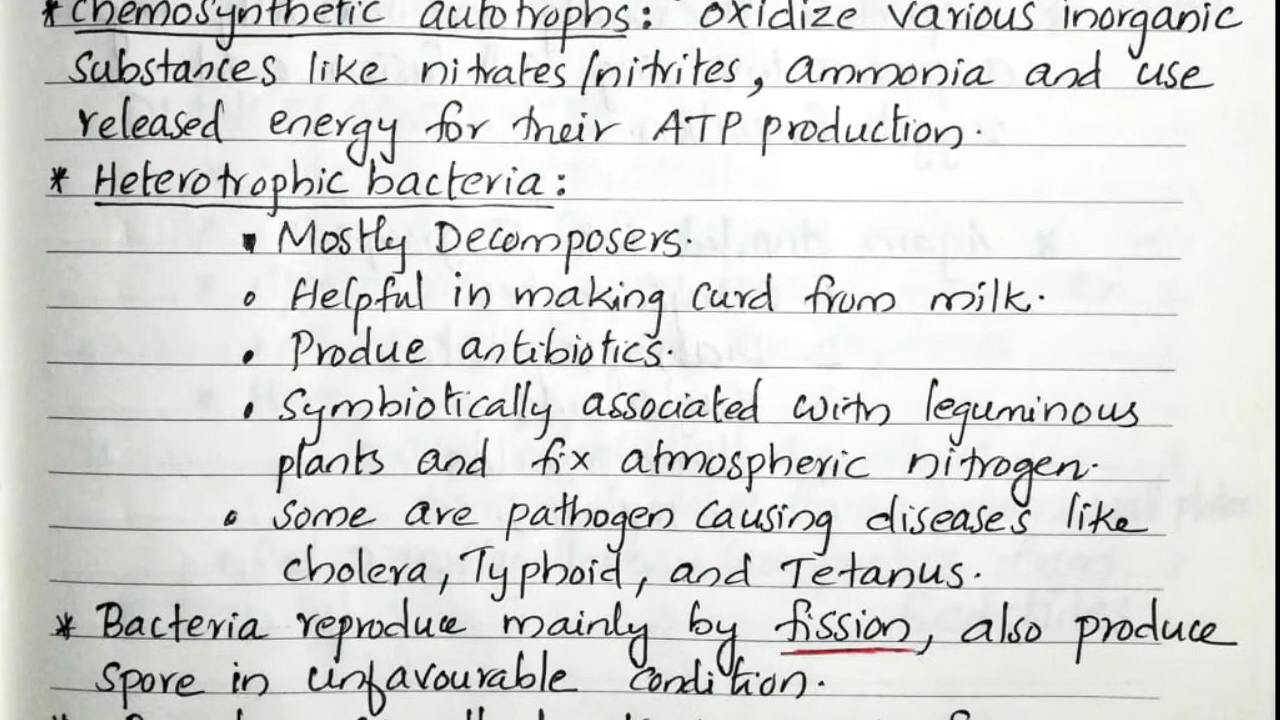 * Chemosynthetic autotrophs: oxidize various inorganic
substances like nitrates/nitrites, ammonia and use
released energy for their ATP production.
* Heterotrophic bacteria:
▪ Mostly Decomposers.
∘ Helpful in making curd from milk.
• Produe antibiotics.
• Symbiotically associated with leguminous
plants and fix atmospheric nitrogen.
• Some are pathogen causing diseases like
cholera, Typhoid, and Tetanus.
* Bacteria reproduce mainly by fission, also produce
spore in unfavourable condition.